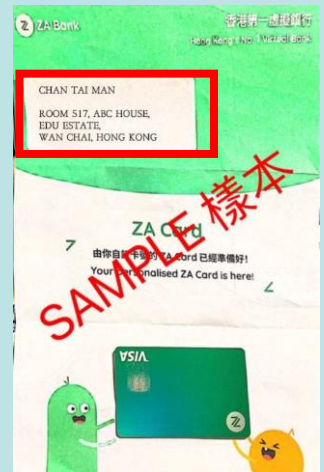 ZA Bank
香港第一虛擬銀行
Hong Kong's No. 1 Virtual Bank
CHAN TAI MAN
ROOM 517, ABC HOUSE,
EDU ESTATE,
WAN CHAI, HONG KONG
SAMPLE 樣本
ZA Card
由你自訂卡號的 ZA Card 已經準備好!
Your personalised ZA Card is here!
VISA